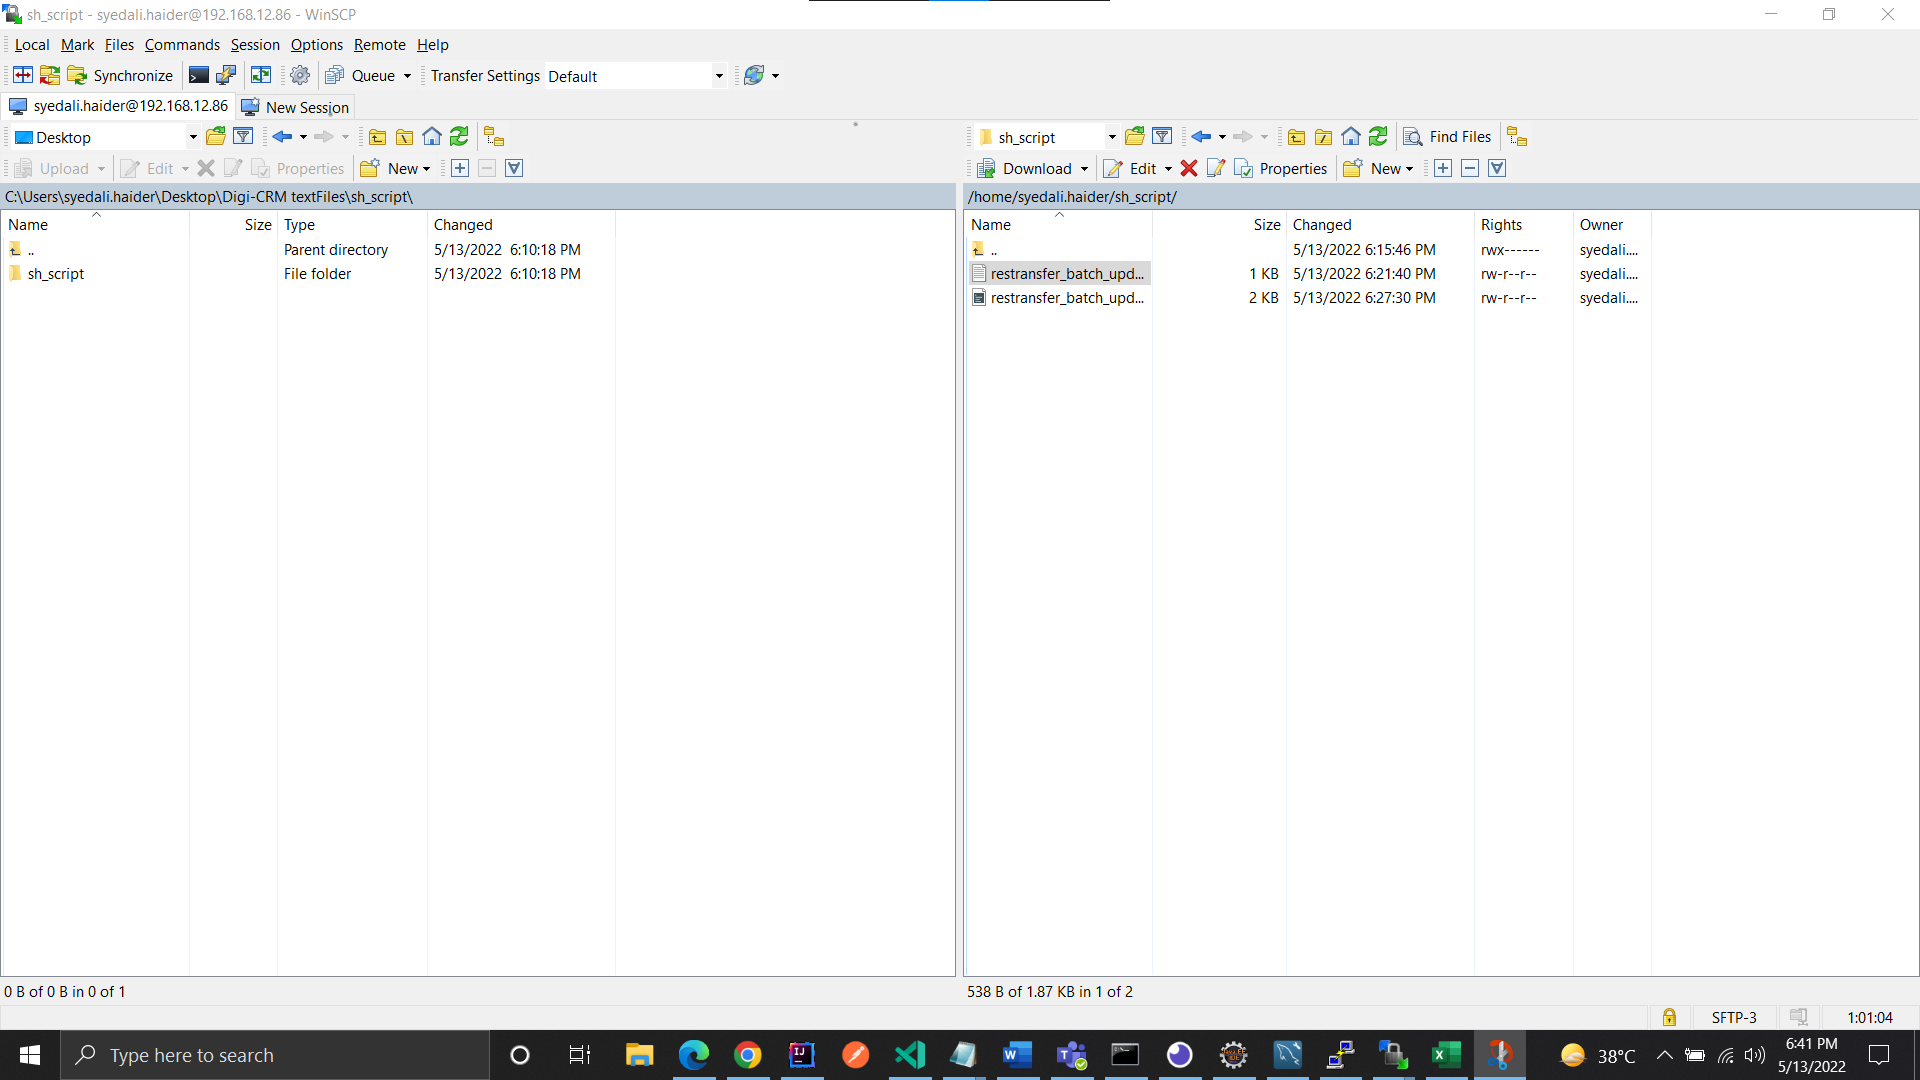 sh_script - syedali.haider@192.168.12.86 - WinSCP
Local Mark Files Commands Session Options Remote Help
Synchronize Queue Transfer Settings Default
syedali.haider@192.168.12.86 New Session
Desktop
Upload Edit Properties New
C:\Users\syedali.haider\Desktop\Digi-CRM textFiles\sh_script\
Name Size Type Changed
.. Parent directory 5/13/2022 6:10:18 PM
sh_script File folder 5/13/2022 6:10:18 PM
0 B of 0 B in 0 of 1
sh_script Find Files
Download Edit Properties New
/home/syedali.haider/sh_script/
Name Size Changed Rights Owner
.. 5/13/2022 6:15:46 PM rwx------ syedali....
restransfer_batch_upd... 1 KB 5/13/2022 6:21:40 PM rw-r--r-- syedali....
restransfer_batch_upd... 2 KB 5/13/2022 6:27:30 PM rw-r--r-- syedali....
538 B of 1.87 KB in 1 of 2
SFTP-3 1:01:04
Type here to search
38°C
6:41 PM
5/13/2022